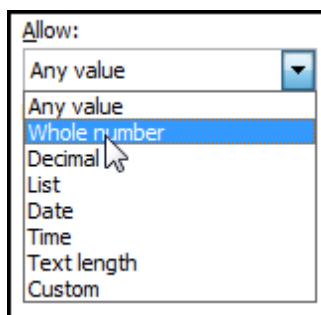 Allow:
Any value
Any value
Whole number
Decimal
List
Date
Time
Text length
Custom